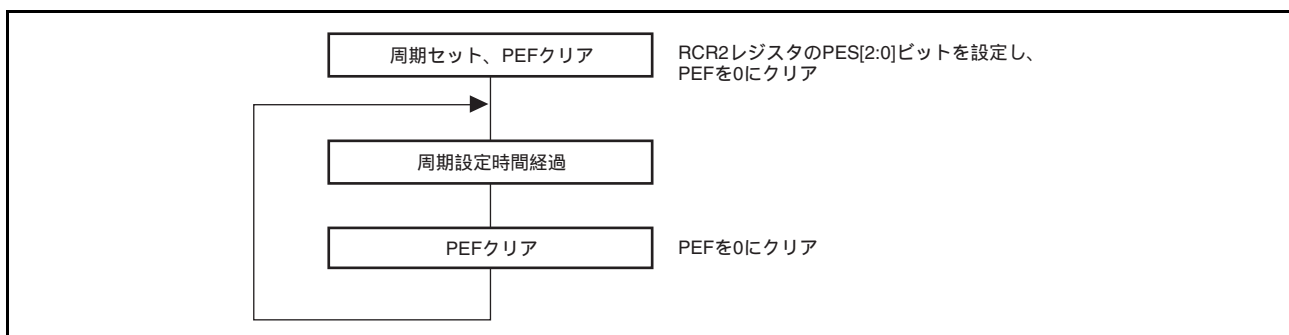 周期セット、PEFクリア
RCR2レジスタのPES[2:0]ビットを設定し、
PEFを0にクリア
周期設定時間経過
PEFクリア
PEFを0にクリア